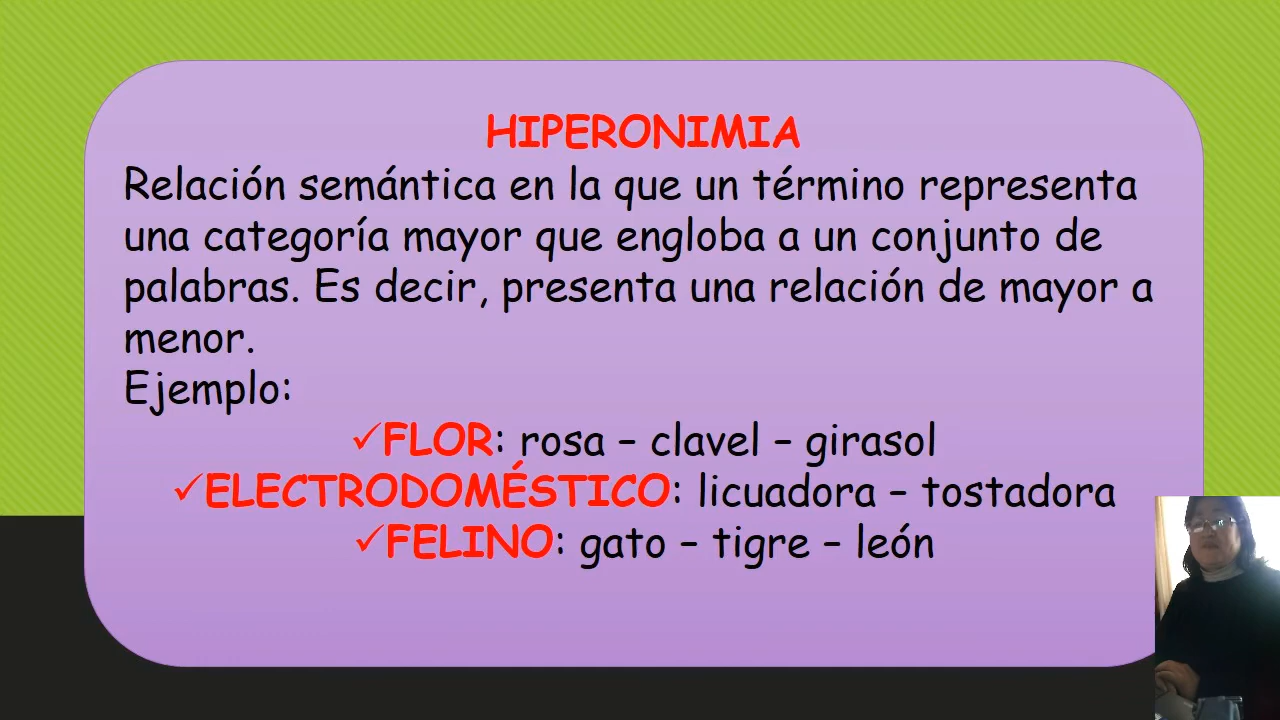 HIPERONIMIA
Relación semántica en la que un término representa
una categoría mayor que engloba a un conjunto de
palabras. Es decir, presenta una relación de mayor a
menor.
Ejemplo:
✓FLOR: rosa – clavel – girasol
✓ELECTRODOMÉSTICO: licuadora – tostadora
✓FELINO: gato – tigre – león